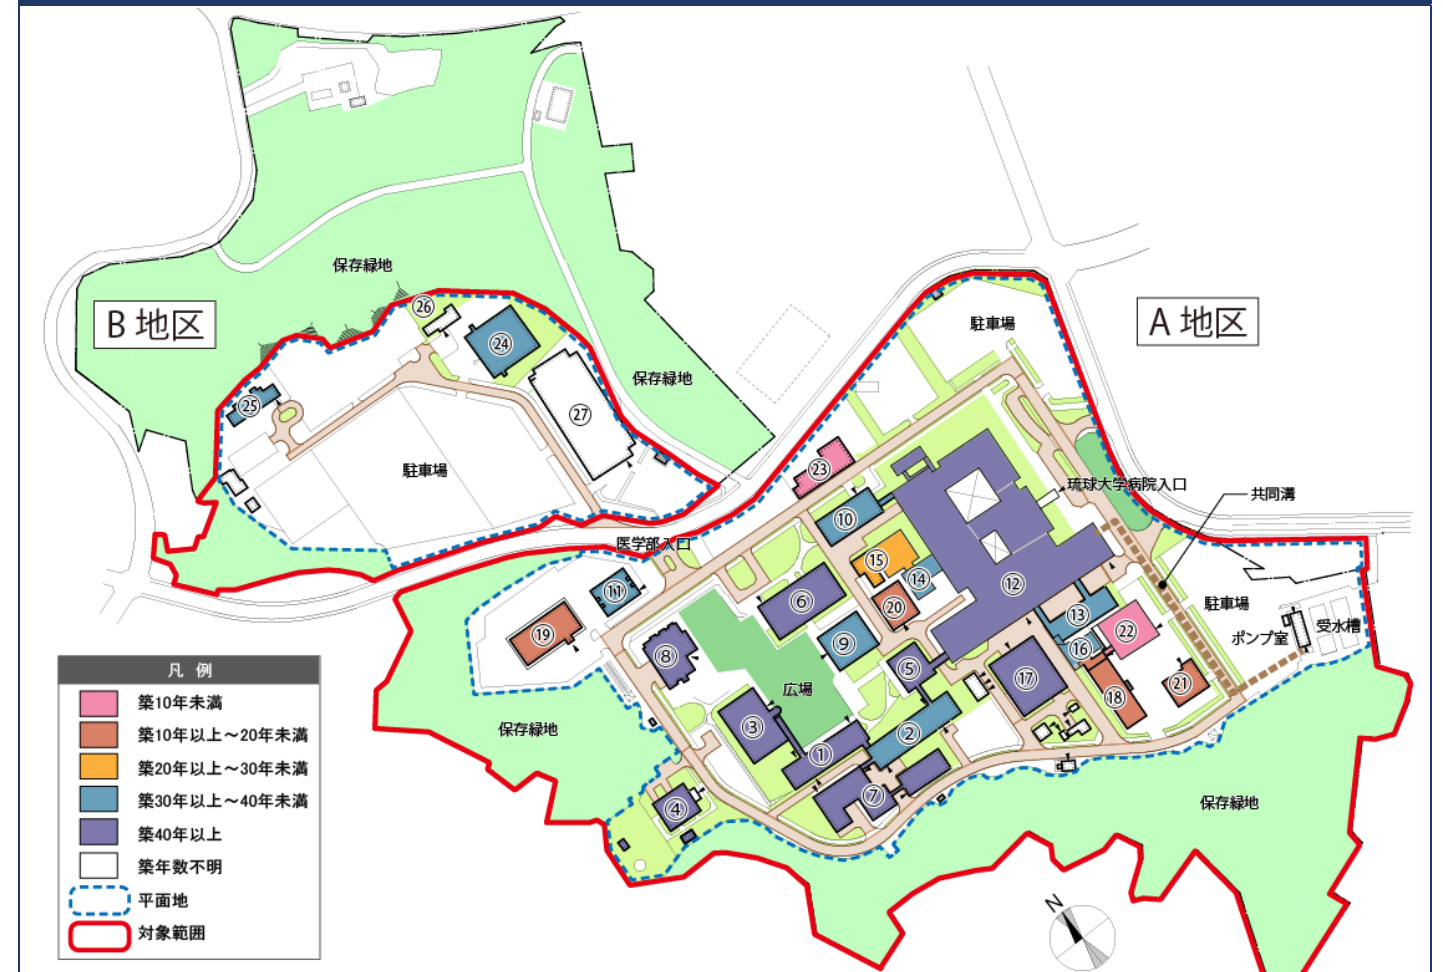 保存緑地
B 地区
㉖
㉔
A 地区
駐車場
保存緑地
㉕
㉗
駐車場
㉓
琉球大学病院入口
共同溝
⑩
医学部入口
⑮
⑭
⑫
⑪
⑥
⑳
⑬
駐車場
受水槽
ポンプ室
⑲
⑨
㉒
⑯
⑧
⑤
⑰
広場
⑱
㉑
保存緑地
③
①
②
④
⑦
保存緑地
凡 例
築10年未満
築10年以上～20年未満
築20年以上～30年未満
築30年以上～40年未満
築40年以上
築年数不明
平面地
対象範囲
N